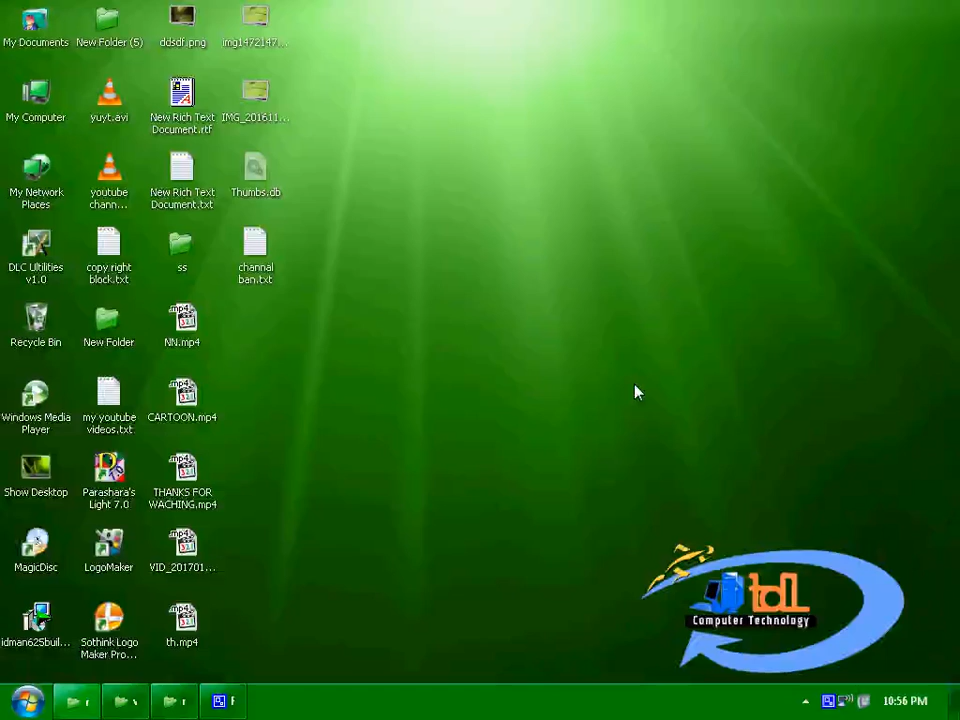 My Documents
New Folder (5)
ddsdf.png
img1472147...
My Computer
yuyt.avi
New Rich Text
Document.rtf
IMG_201611...
My Network
Places
youtube
chann...
New Rich Text
Document.txt
Thumbs.db
DLC Ultilities
v1.0
copy right
block.txt
ss
channal
ban.txt
Recycle Bin
New Folder
NN.mp4
Windows Media
Player
my youtube
videos.txt
CARTOON.mp4
Show Desktop
Parashara's
Light 7.0
THANKS FOR
WACHING.mp4
MagicDisc
LogoMaker
VID_201701...
idman625buil...
Sothink Logo
Maker Pro...
th.mp4
tdl
Computer Technology
10:56 PM